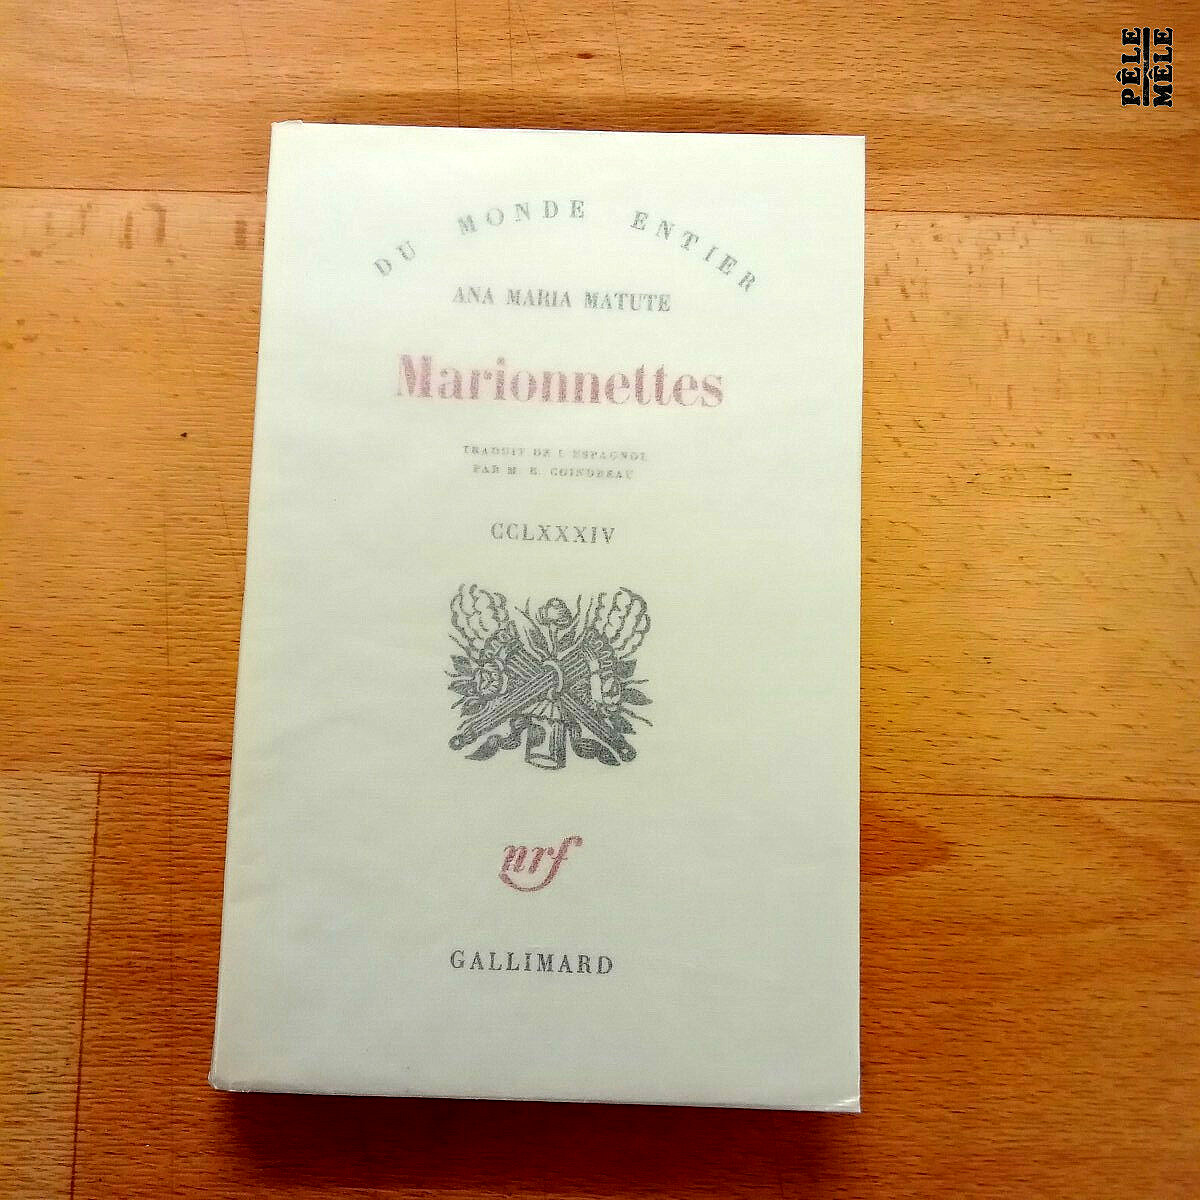 PÊLE
MÊLE
DU MONDE ENTIER
ANA MARIA MATUTE
Marionnettes
TRADUIT DE L'ESPAGNOL
PAR M. E. COINDREAU
CCLXXXIV
nrf
GALLIMARD